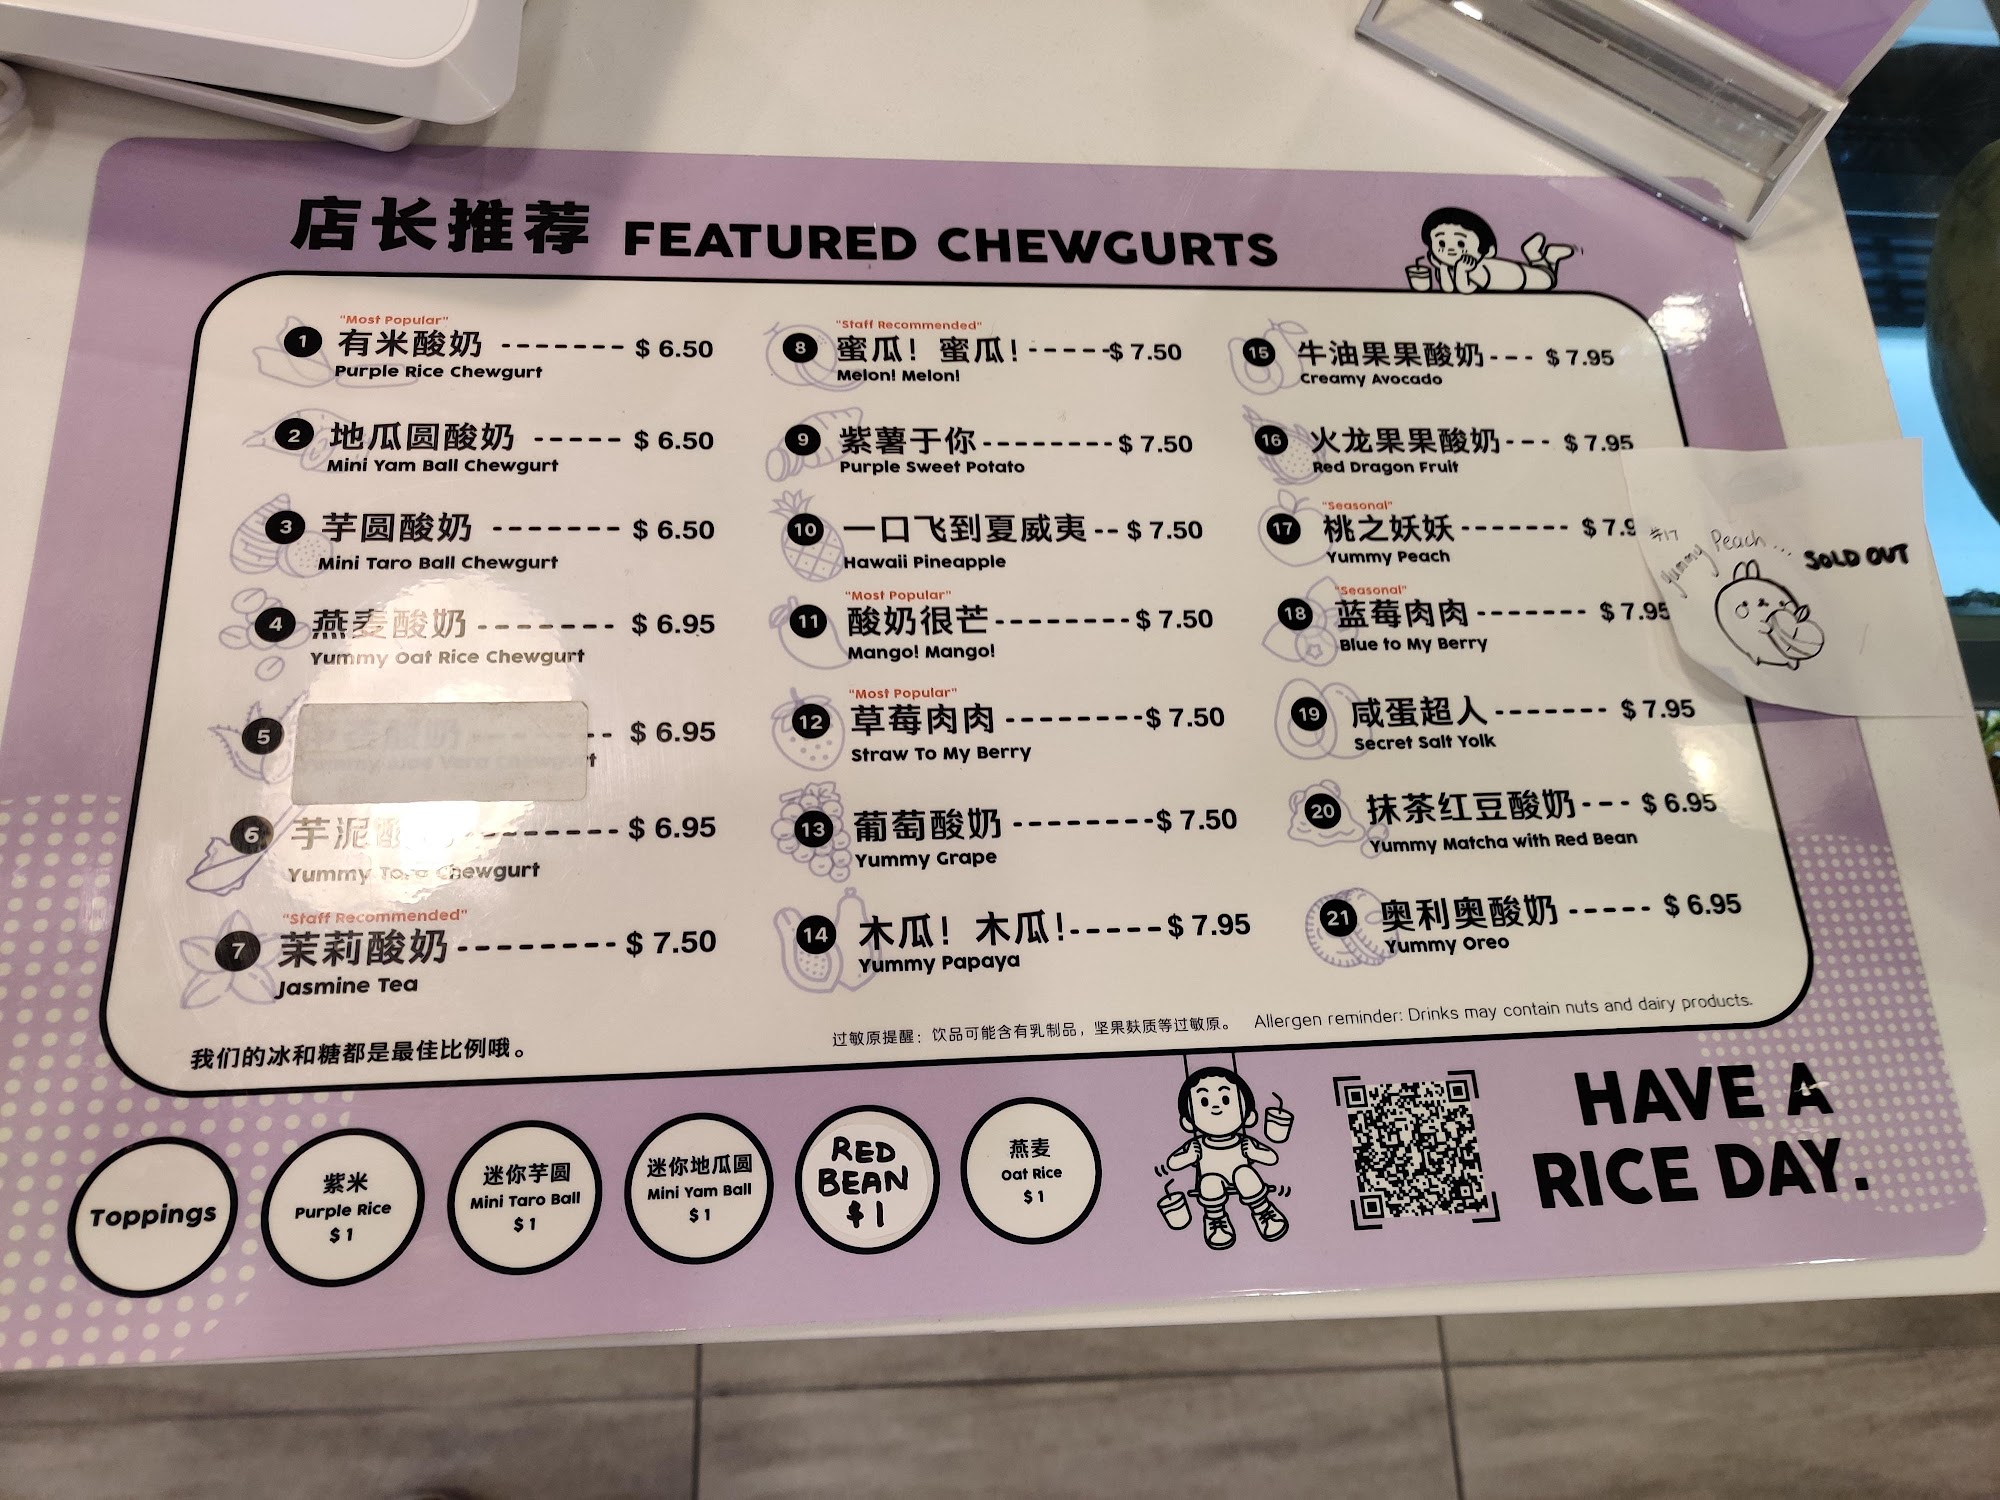 店长推荐 FEATURED CHEWGURTS
"Most Popular"
1 有米酸奶 ------- $ 6.50
Purple Rice Chewgurt
2 地瓜圆酸奶 ----- $ 6.50
Mini Yam Ball Chewgurt
3 芋圆酸奶 ------- $ 6.50
Mini Taro Ball Chewgurt
4 燕麦酸奶 ------- $ 6.95
Yummy Oat Rice Chewgurt
5 $ 6.95
6 芋泥 $ 6.95
Yummy Taro Chewgurt
"Staff Recommended"
7 茉莉酸奶 -------- $ 7.50
Jasmine Tea
"Staff Recommended"
8 蜜瓜！蜜瓜！-----$ 7.50
Melon! Melon!
9 紫薯于你--------$ 7.50
Purple Sweet Potato
10 一口飞到夏威夷-- $ 7.50
Hawaii Pineapple
"Most Popular"
11 酸奶很芒-------$ 7.50
Mango! Mango!
"Most Popular"
12 草莓肉肉-------$ 7.50
Straw To My Berry
13 葡萄酸奶-------$ 7.50
Yummy Grape
14 木瓜！木瓜！-----$ 7.95
Yummy Papaya
15 牛油果果酸奶--- $ 7.95
Creamy Avocado
16 火龙果果酸奶--- $ 7.95
Red Dragon Fruit
"Seasonal"
17 桃之妖妖------- $ 7.9
Yummy Peach
"Seasonal"
18 蓝莓肉肉------- $ 7.95
Blue to My Berry
19 咸蛋超人------- $ 7.95
Secret Salt Yolk
20 抹茶红豆酸奶--- $ 6.95
Yummy Matcha with Red Bean
21 奥利奥酸奶----- $ 6.95
Yummy Oreo
#17
Yummy Peach...
SOLD OUT
我们的冰和糖都是最佳比例哦。
过敏原提醒：饮品可能含有乳制品，坚果麸质等过敏原。 Allergen reminder: Drinks may contain nuts and dairy products.
Toppings
紫米
Purple Rice
$ 1
迷你芋圆
Mini Taro Ball
$ 1
迷你地瓜圆
Mini Yam Ball
$ 1
RED
BEAN
$ 1
燕麦
Oat Rice
$ 1
HAVE A
RICE DAY.